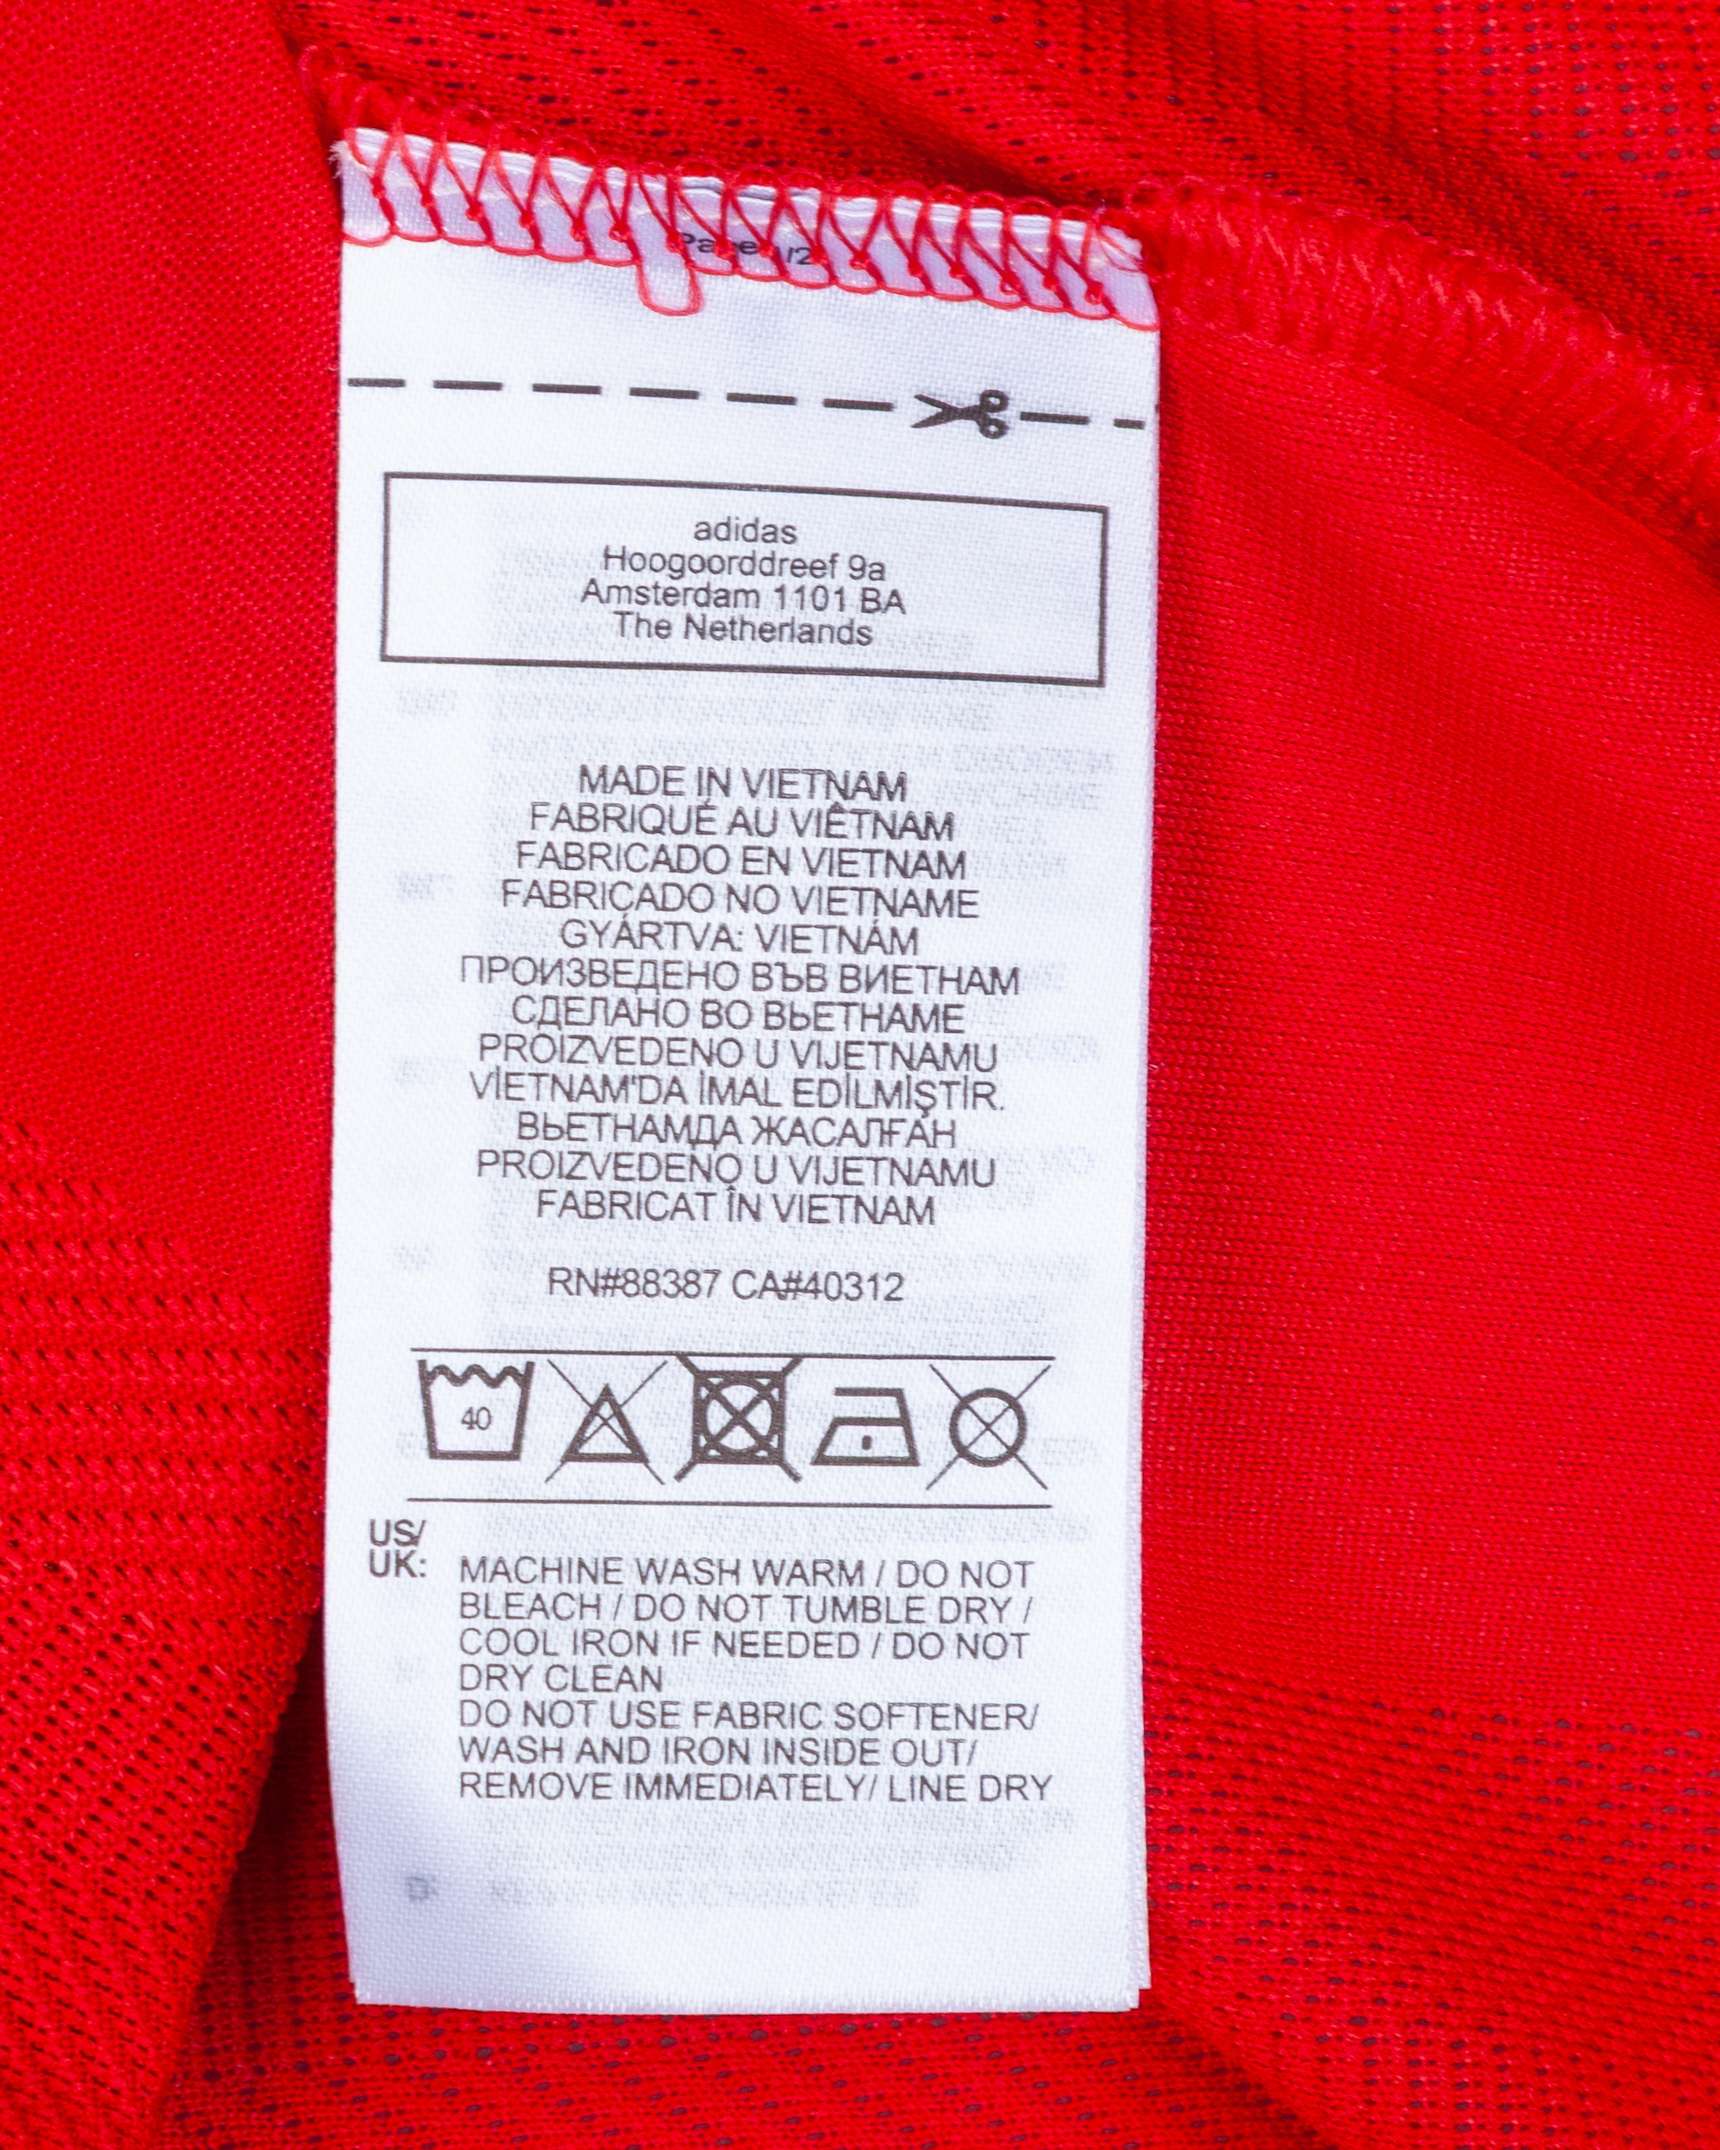 adidas
Hoogoorddreef 9a
Amsterdam 1101 BA
The Netherlands
MADE IN VIETNAM
FABRIQUÉ AU VIÊTNAM
FABRICADO EN VIETNAM
FABRICADO NO VIETNAME
GYÁRTVA: VIETNÁM
ПРОИЗВЕДЕНО ВЪВ ВИЕТНАМ
СДЕЛАНО ВО ВЬЕТНАМЕ
PROIZVEDENO U VIJETNAMU
VİETNAM'DA İMAL EDİLMİŞTİR.
ВЬЕТНАМДА ЖАСАЛҒАН
PROIZVEDENO U VIJETNAMU
FABRICAT ÎN VIETNAM
RN#88387 CA#40312
40
US/
UK: MACHINE WASH WARM / DO NOT
BLEACH / DO NOT TUMBLE DRY /
COOL IRON IF NEEDED / DO NOT
DRY CLEAN
DO NOT USE FABRIC SOFTENER/
WASH AND IRON INSIDE OUT/
REMOVE IMMEDIATELY/ LINE DRY